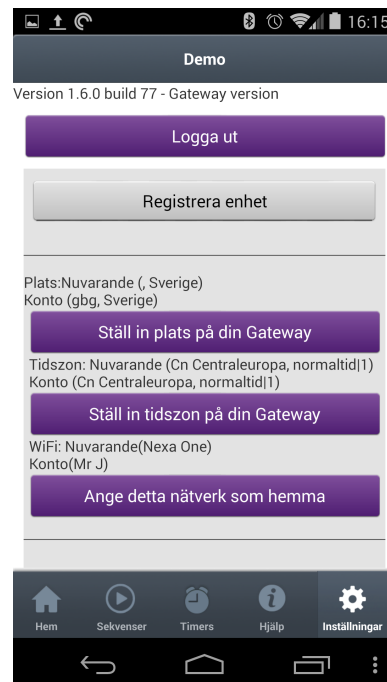 16:15
Demo
Version 1.6.0 build 77 - Gateway version
Logga ut
Registrera enhet
Plats:Nuvarande (, Sverige)
Konto (gbg, Sverige)
Ställ in plats på din Gateway
Tidszon: Nuvarande (Cn Centraleuropa, normaltid|1)
Konto (Cn Centraleuropa, normaltid|1)
Ställ in tidszon på din Gateway
WiFi: Nuvarande(Nexa One)
Konto(Mr J)
Ange detta nätverk som hemma
Hem Sekvenser Timers Hjälp Inställningar